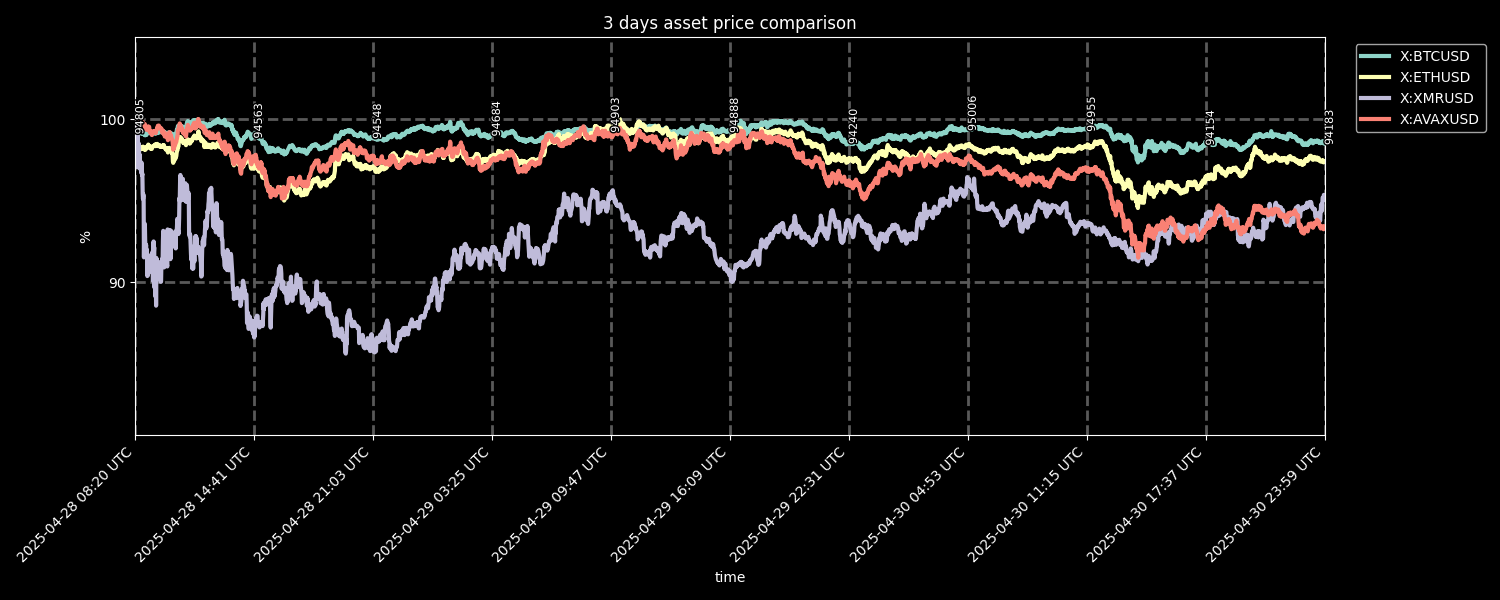 3 days asset price comparison
X:BTCUSD
X:ETHUSD
X:XMRUSD
X:AVAXUSD
94805
94563
94548
94684
94903
94888
94240
95006
94955
94154
94183
100
90
%
2025-04-28 08:20 UTC
2025-04-28 14:41 UTC
2025-04-28 21:03 UTC
2025-04-29 03:25 UTC
2025-04-29 09:47 UTC
2025-04-29 16:09 UTC
2025-04-29 22:31 UTC
2025-04-30 04:53 UTC
2025-04-30 11:15 UTC
2025-04-30 17:37 UTC
2025-04-30 23:59 UTC
time